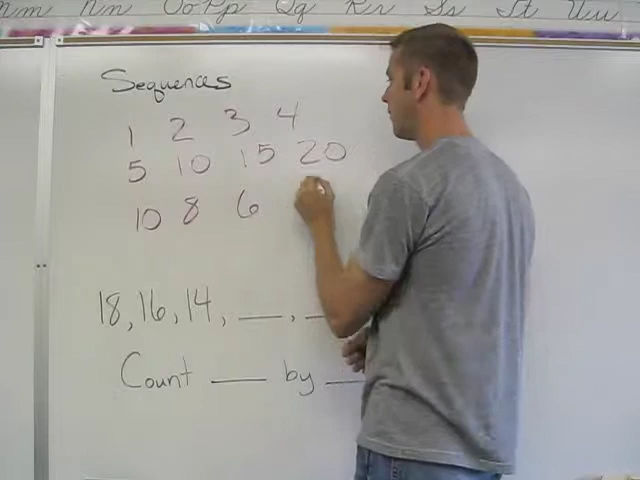 Mm Nn Oo Pp Qq Rr Ss Tt Uu
Sequences
1 2 3 4
5 10 15 20
10 8 6
18, 16, 14, ___, __
Count ___ by ___